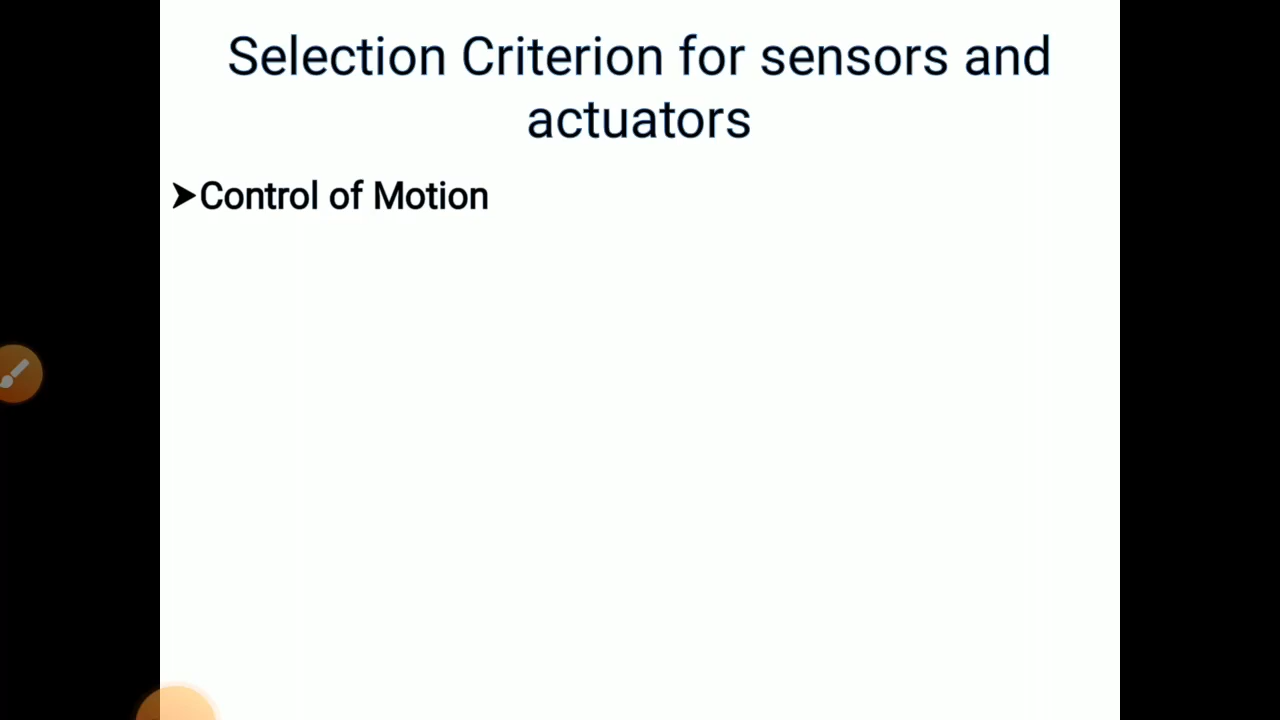 Selection Criterion for sensors and
actuators
➤Control of Motion